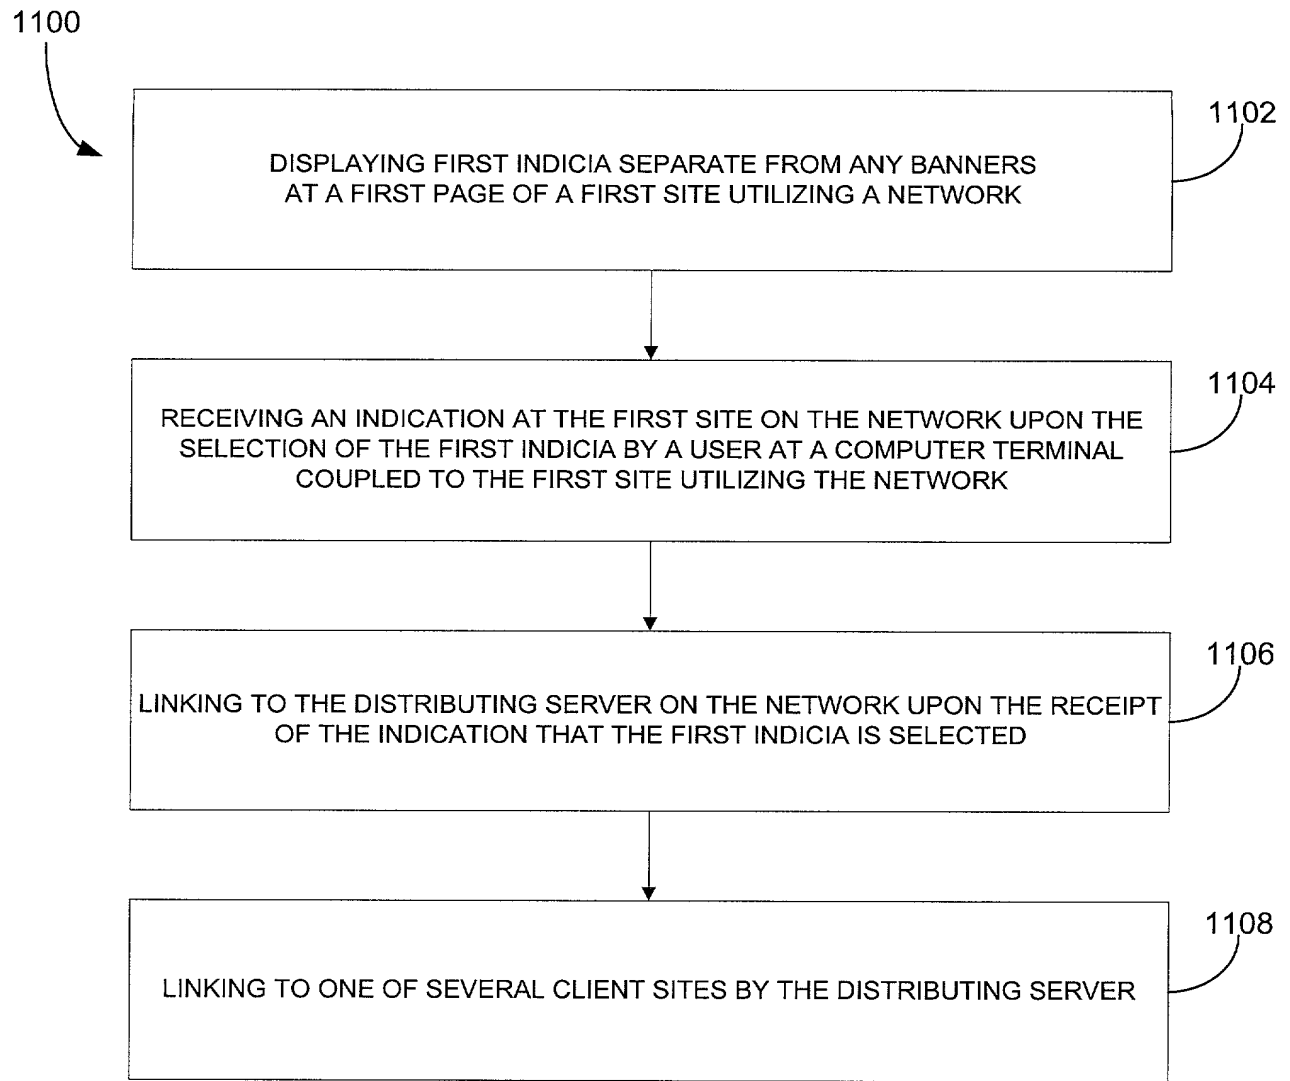 1100
1102
DISPLAYING FIRST INDICIA SEPARATE FROM ANY BANNERS
AT A FIRST PAGE OF A FIRST SITE UTILIZING A NETWORK
1104
RECEIVING AN INDICATION AT THE FIRST SITE ON THE NETWORK UPON THE
SELECTION OF THE FIRST INDICIA BY A USER AT A COMPUTER TERMINAL
COUPLED TO THE FIRST SITE UTILIZING THE NETWORK
1106
LINKING TO THE DISTRIBUTING SERVER ON THE NETWORK UPON THE RECEIPT
OF THE INDICATION THAT THE FIRST INDICIA IS SELECTED
1108
LINKING TO ONE OF SEVERAL CLIENT SITES BY THE DISTRIBUTING SERVER